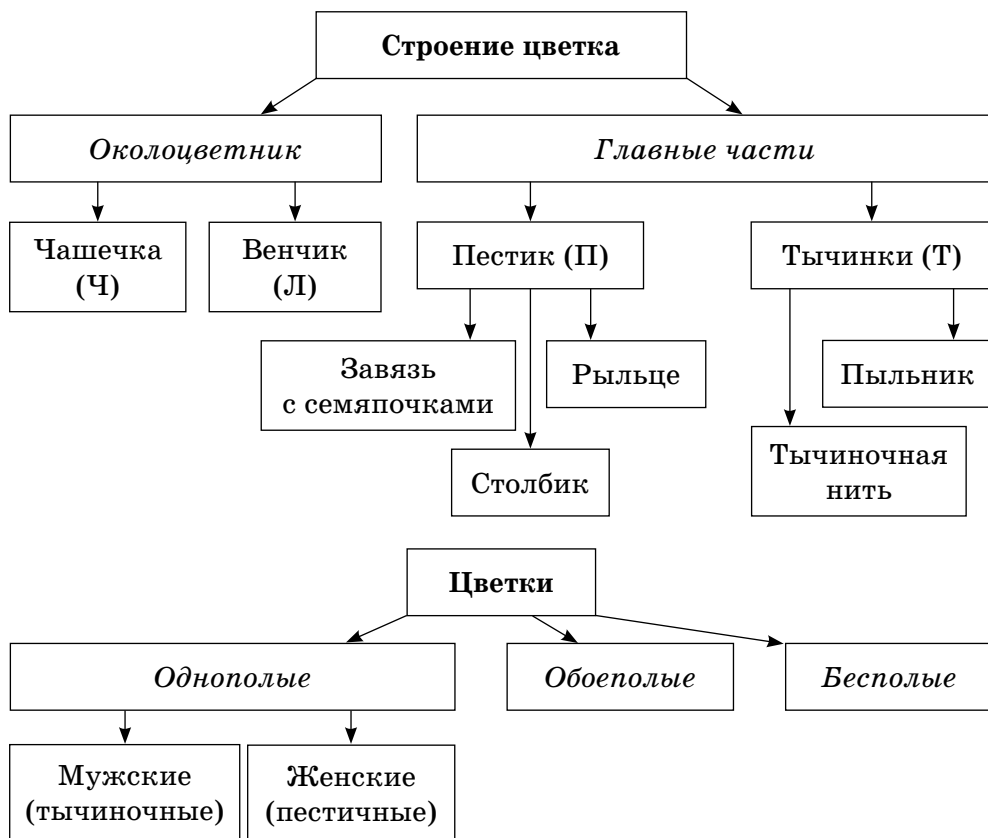 Строение цветка
Околоцветник
Главные части
Чашечка
(Ч)
Венчик
(Л)
Пестик (П)
Тычинки (Т)
Завязь
с семяпочками
Рыльце
Пыльник
Столбик
Тычиночная
нить
Цветки
Однополые
Обоеполые
Бесполые
Мужские
(тычиночные)
Женские
(пестичные)